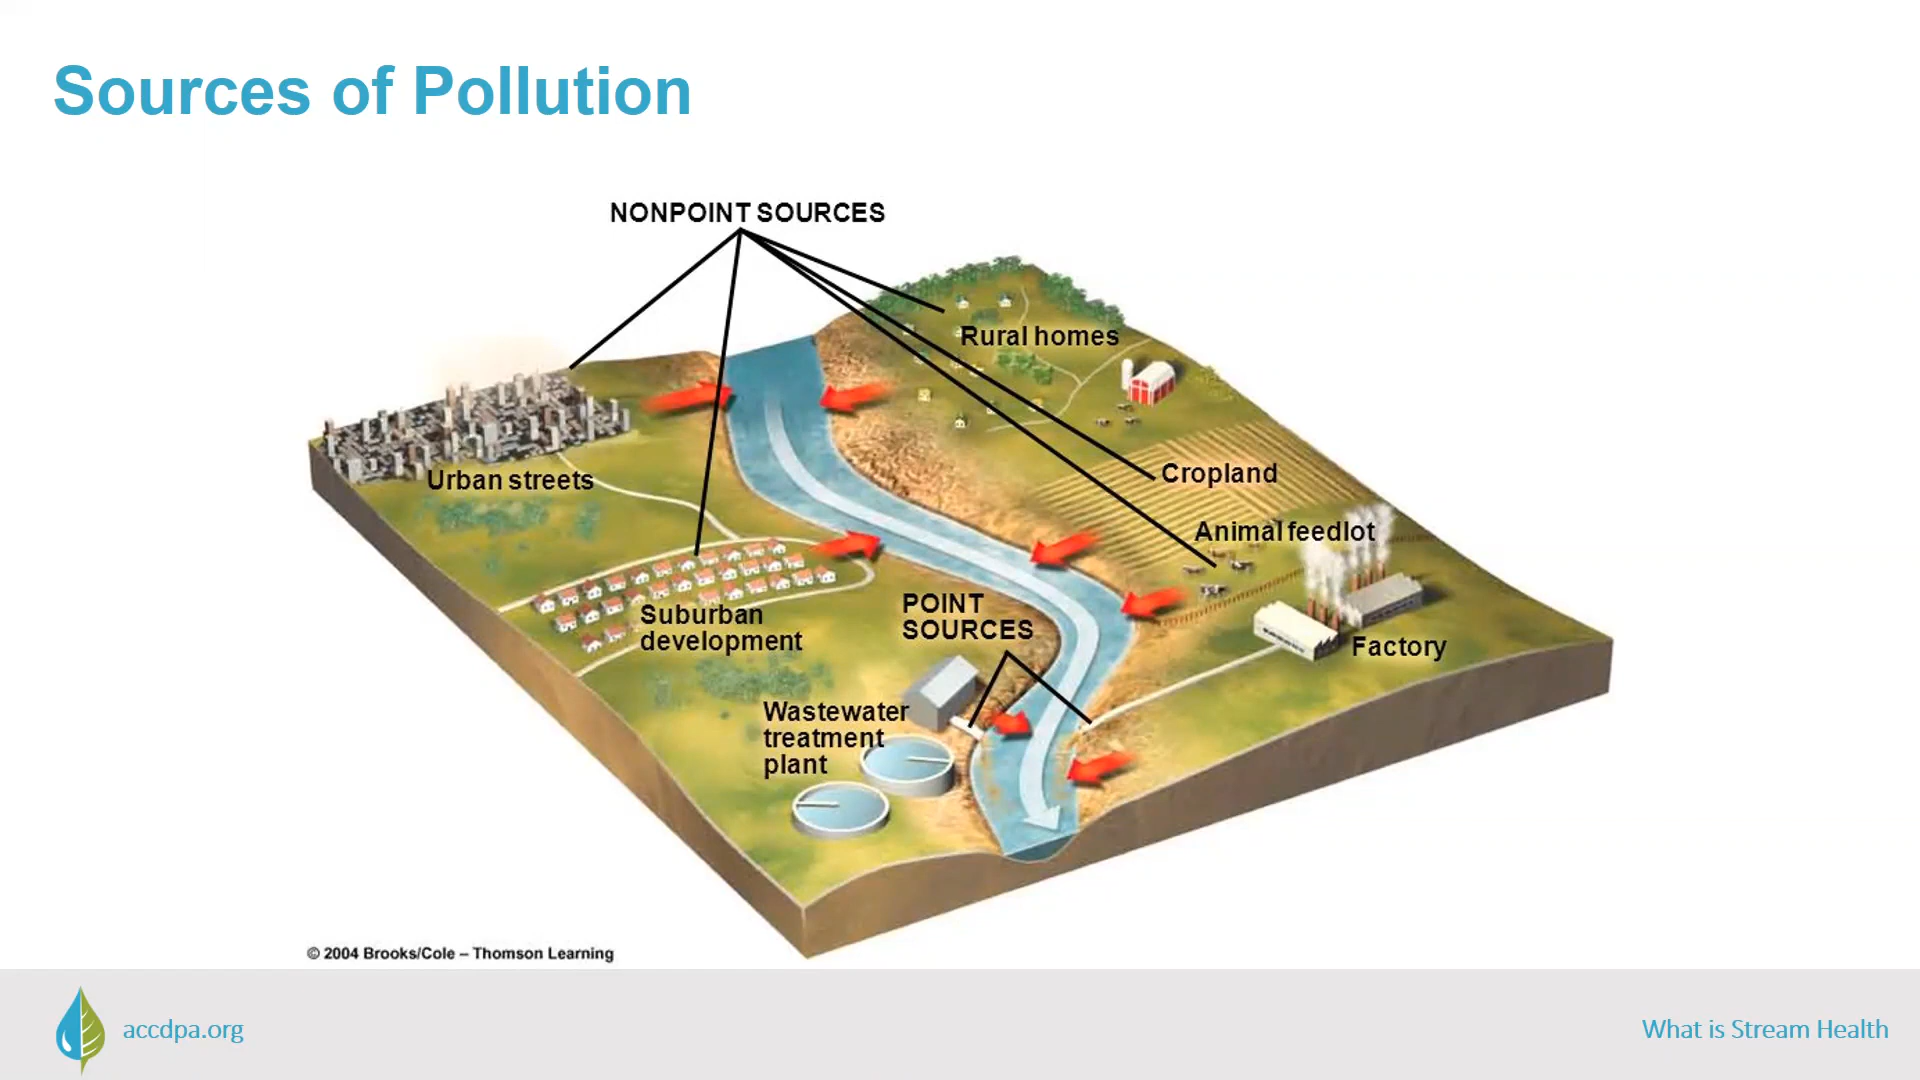 Sources of Pollution
NONPOINT SOURCES
Rural homes
Cropland
Urban streets
Animal feedlot
Suburban
development
POINT
SOURCES
Factory
Wastewater
treatment
plant
© 2004 Brooks/Cole – Thomson Learning
accdpa.org
What is Stream Health